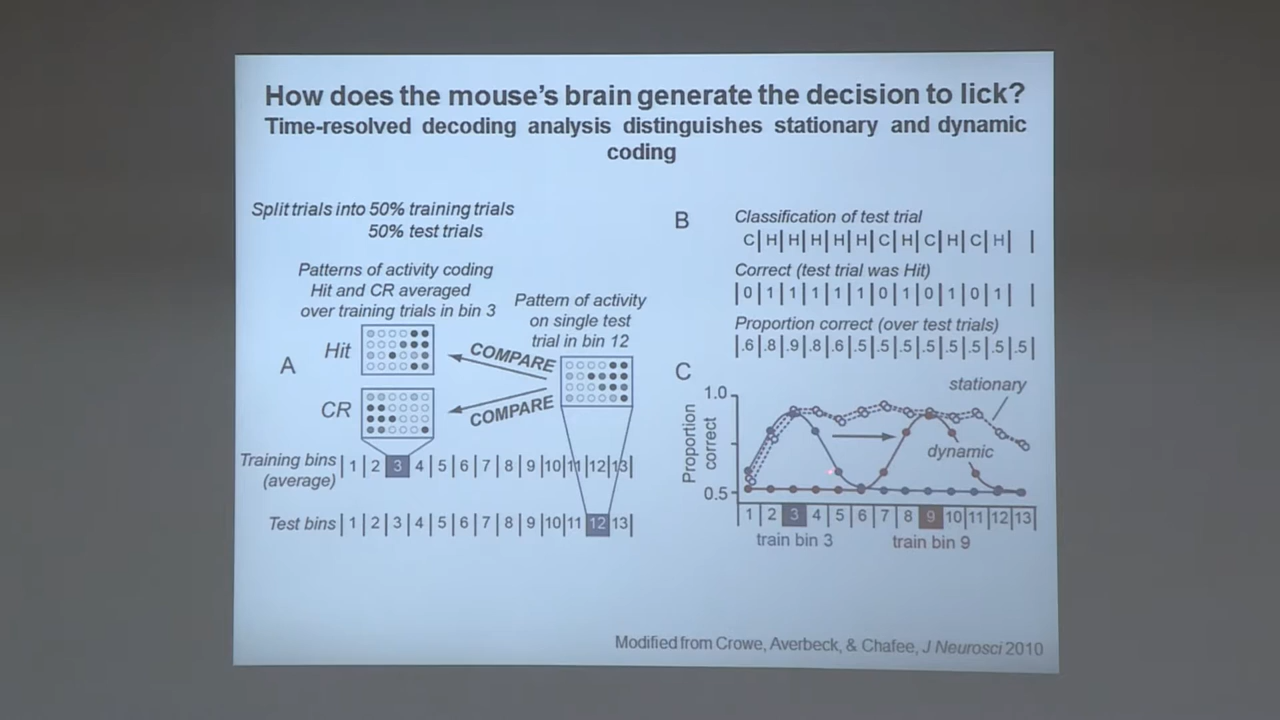 How does the mouse's brain generate the decision to lick?
Time-resolved decoding analysis distinguishes stationary and dynamic
coding
Split trials into 50% training trials
50% test trials
Patterns of activity coding
Hit and CR averaged
over training trials in bin 3
Pattern of activity
on single test
trial in bin 12
A
Hit
CR
COMPARE
COMPARE
Training bins
(average)
1 2 3 4 5 6 7 8 9 10 11 12 13
Test bins
1 2 3 4 5 6 7 8 9 10 11 12 13
B
Classification of test trial
C|H|H|H|H|H|C|H|C|H|C|H| |
Correct (test trial was Hit)
|0|1|1|1|1|1|0|1|0|1|0|1| |
Proportion correct (over test trials)
|.6|.8|.9|.8|.6|.5|.5|.5|.5|.5|.5|.5|.5|
C
Proportion
correct
1.0
0.5
stationary
dynamic
1 2 3 4 5 6 7 8 9 10 11 12 13
train bin 3
train bin 9
Modified from Crowe, Averbeck, & Chafee, J Neurosci 2010